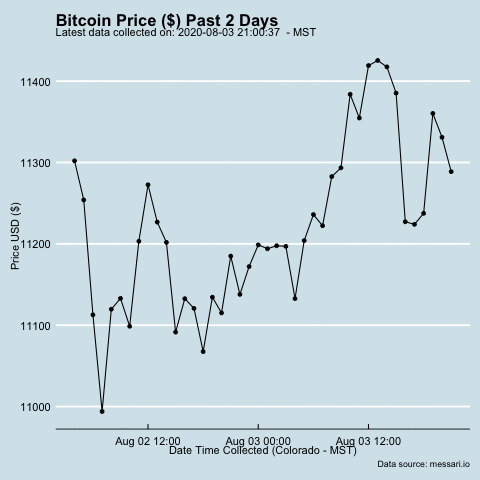 Bitcoin Price ($) Past 2 Days
Latest data collected on: 2020-08-03 21:00:37  - MST
11400
11300
11200
11100
11000
Price USD ($)
Aug 02 12:00 Aug 03 00:00 Aug 03 12:00
Date Time Collected (Colorado - MST)
Data source: messari.io